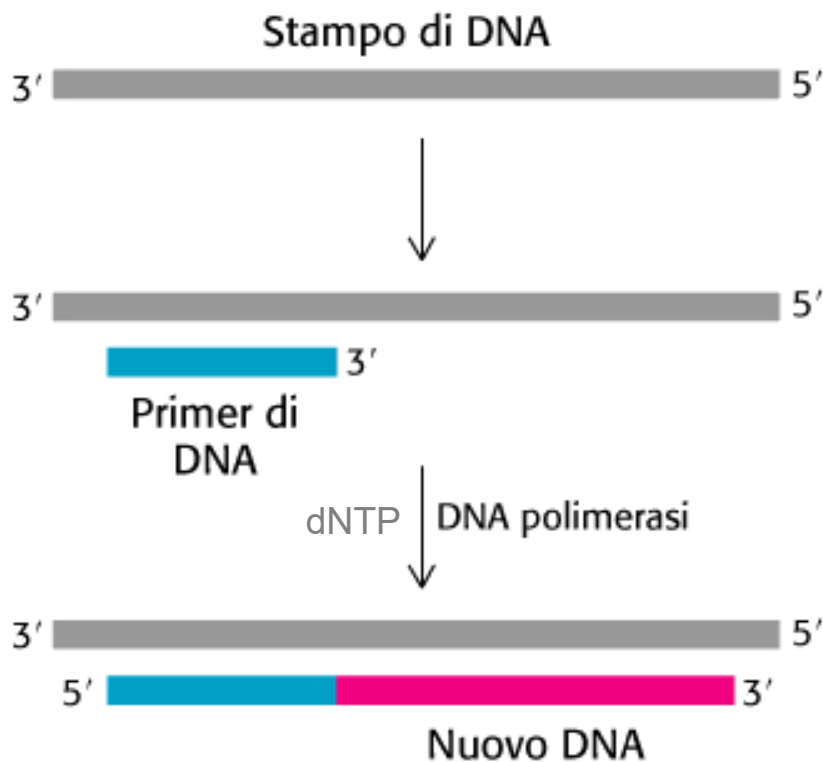 Stampo di DNA
3′ 5′
3′ 5′
3′
Primer di
DNA
dNTP DNA polimerasi
3′ 5′
5′ 3′
Nuovo DNA